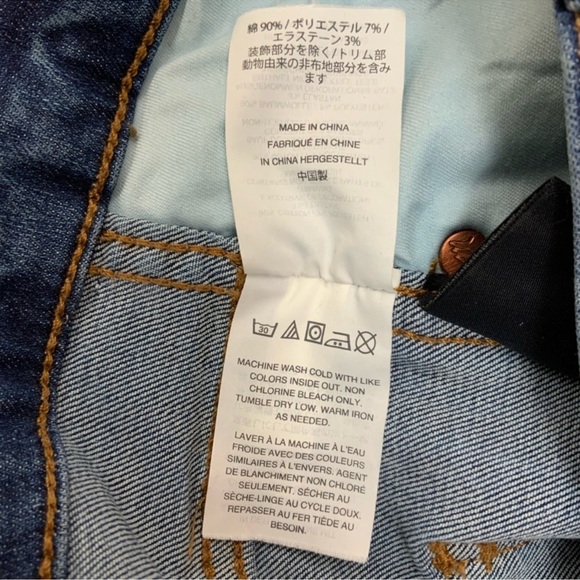 綿 90% / ポリエステル 7% /
エラステーン 3%
装飾部分を除く/トリム部
動物由来の非布地部分を含み
ます
MADE IN CHINA
FABRIQUÉ EN CHINE
IN CHINA HERGESTELLT
中国製
30
MACHINE WASH COLD WITH LIKE
COLORS INSIDE OUT. NON
CHLORINE BLEACH ONLY.
TUMBLE DRY LOW. WARM IRON
AS NEEDED.
LAVER À LA MACHINE À L'EAU
FROIDE AVEC DES COULEURS
SIMILAIRES À L'ENVERS. AGENT
DE BLANCHIMENT NON CHLORÉ
SEULEMENT. SÉCHER AU
SÈCHE-LINGE AU CYCLE DOUX.
REPASSER AU FER TIÈDE AU
BESOIN.